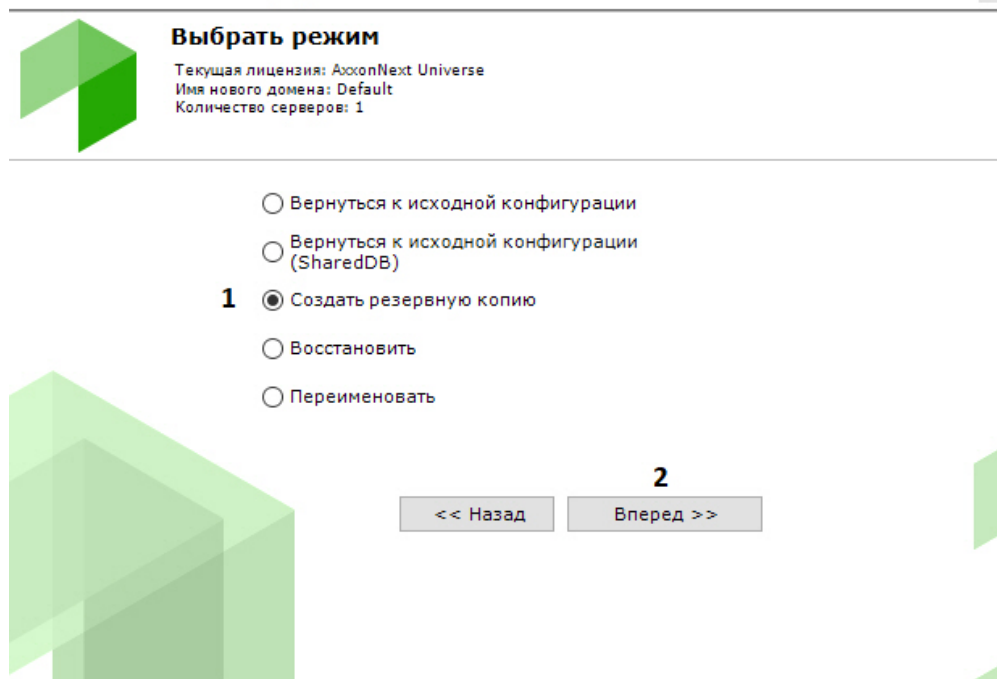 Выбрать режим
Текущая лицензия: AxxonNext Universe
Имя нового домена: Default
Количество серверов: 1
Вернуться к исходной конфигурации
Вернуться к исходной конфигурации
(SharedDB)
1 Создать резервную копию
Восстановить
Переименовать
2
<< Назад Вперед >>